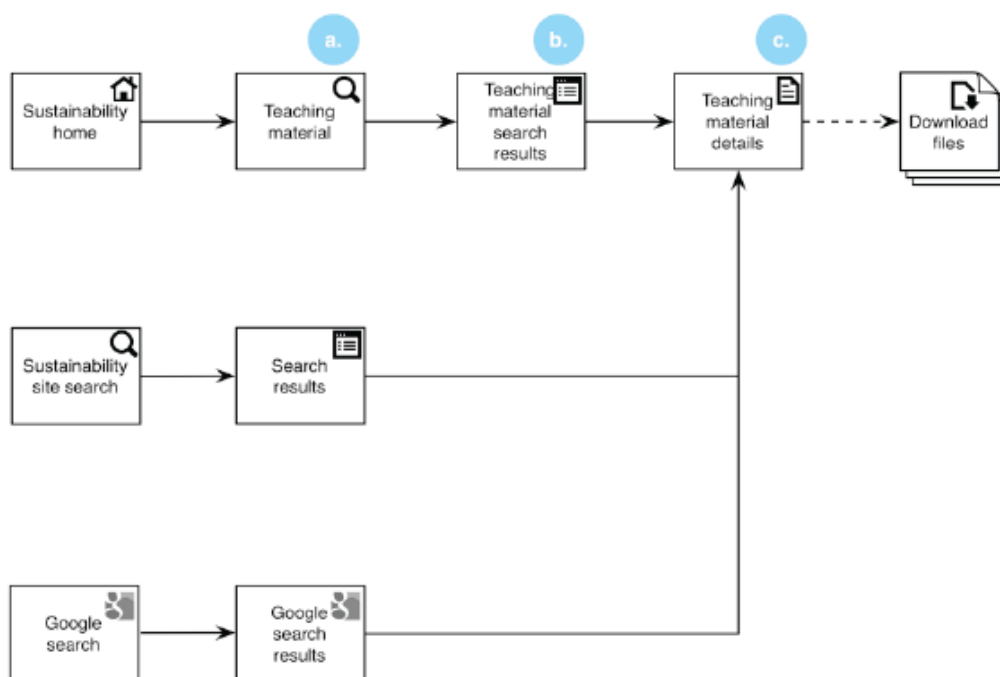 a.
b.
c.
Sustainability
home
Teaching
material
Teaching
material
search
results
Teaching
material
details
Download
files
Sustainability
site search
Search
results
Google
search
Google
search
results